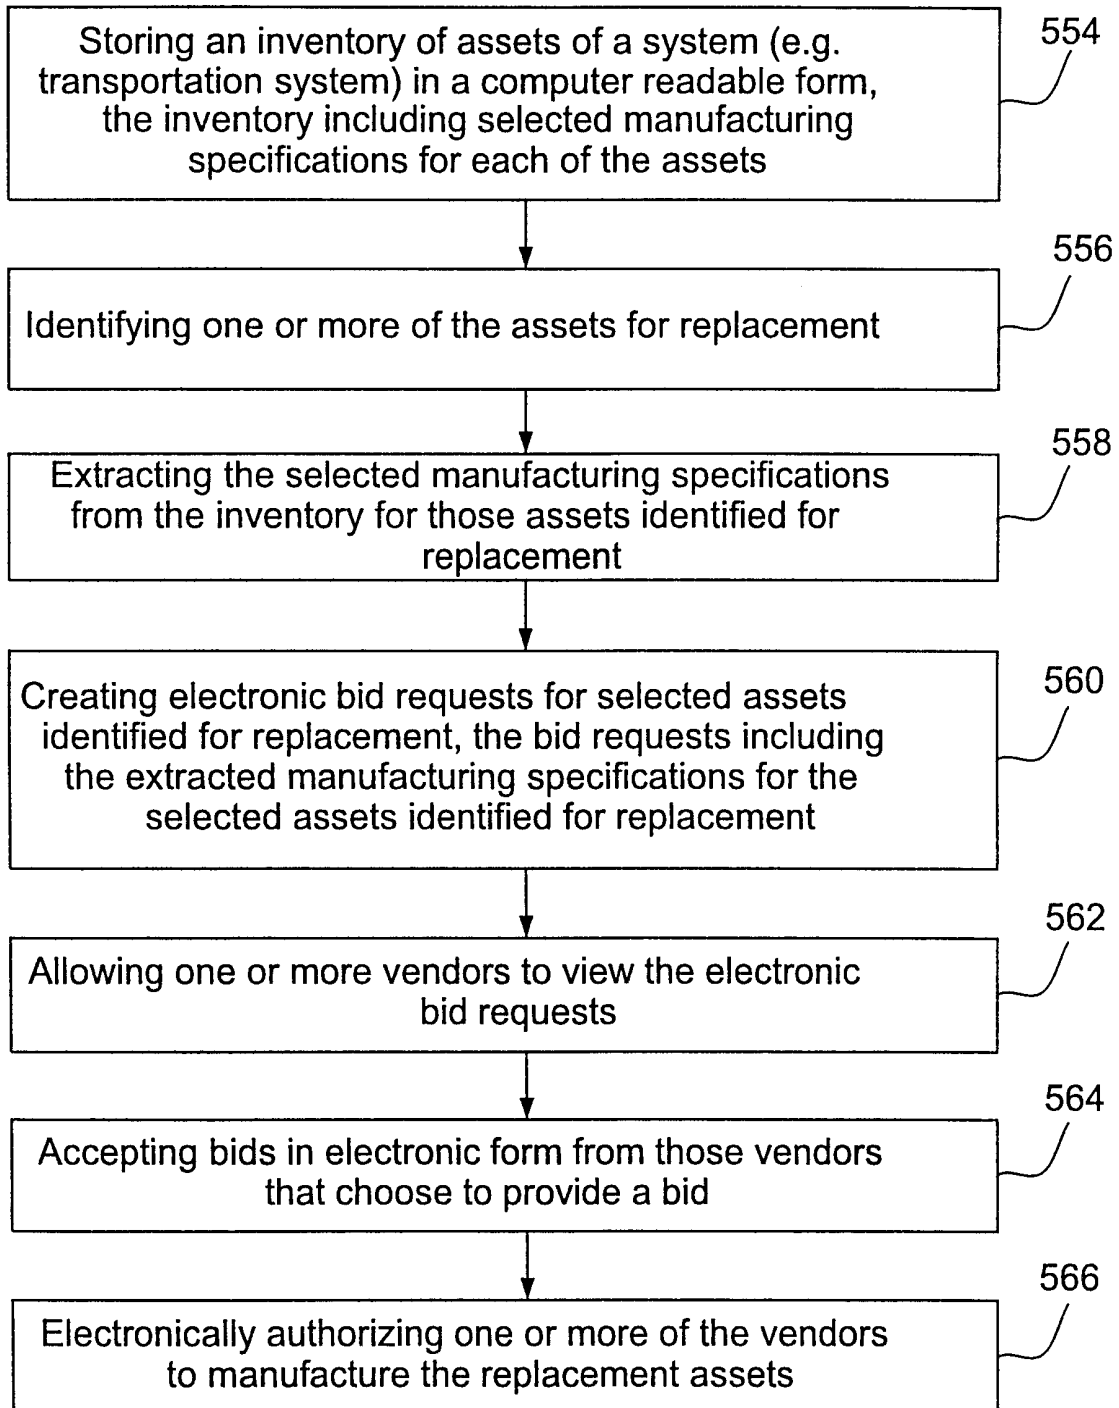 Storing an inventory of assets of a system (e.g.
transportation system) in a computer readable form,
the inventory including selected manufacturing
specifications for each of the assets
554
Identifying one or more of the assets for replacement
556
Extracting the selected manufacturing specifications
from the inventory for those assets identified for
replacement
558
Creating electronic bid requests for selected assets
identified for replacement, the bid requests including
the extracted manufacturing specifications for the
selected assets identified for replacement
560
Allowing one or more vendors to view the electronic
bid requests
562
Accepting bids in electronic form from those vendors
that choose to provide a bid
564
Electronically authorizing one or more of the vendors
to manufacture the replacement assets
566